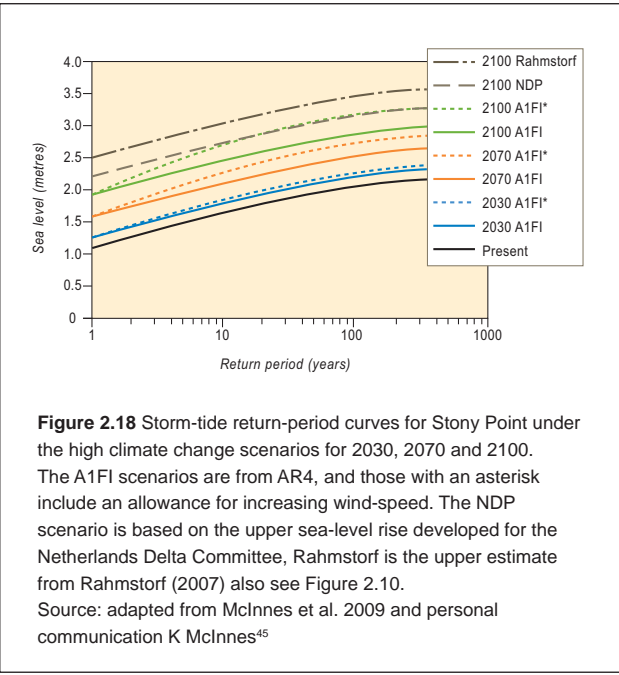 4.0
3.5
3.0
2.5
2.0
1.5
1.0
0.5
0
Sea level (metres)
1 10 100 1000
Return period (years)
2100 Rahmstorf
2100 NDP
2100 A1FI*
2100 A1FI
2070 A1FI*
2070 A1FI
2030 A1FI*
2030 A1FI
Present
Figure 2.18 Storm-tide return-period curves for Stony Point under
the high climate change scenarios for 2030, 2070 and 2100.
The A1FI scenarios are from AR4, and those with an asterisk
include an allowance for increasing wind-speed. The NDP
scenario is based on the upper sea-level rise developed for the
Netherlands Delta Committee, Rahmstorf is the upper estimate
from Rahmstorf (2007) also see Figure 2.10.
Source: adapted from McInnes et al. 2009 and personal
communication K McInnes⁴⁵